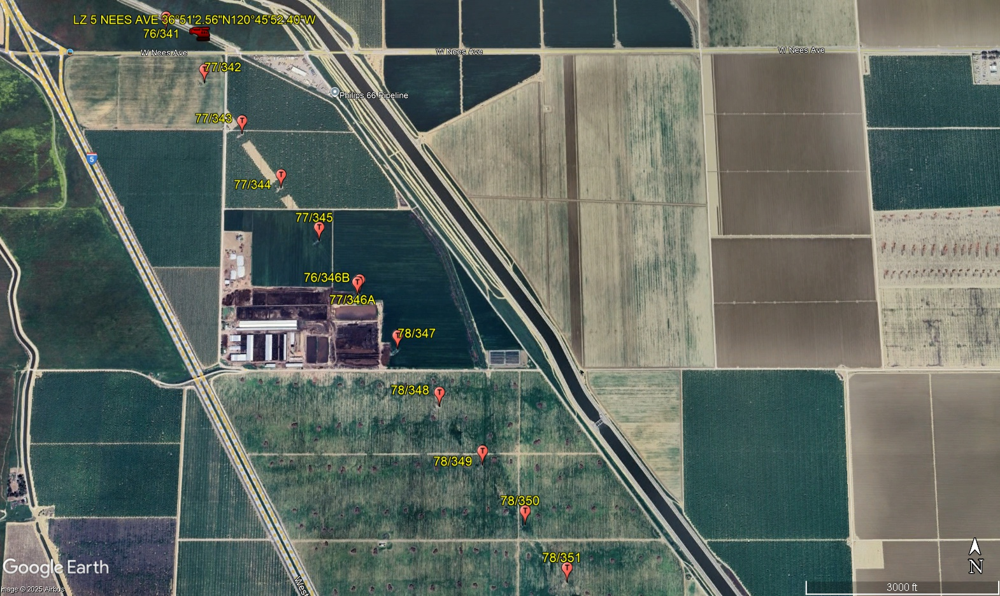 LZ 5 NEES AVE 36°51'2.56"N120°45'52.40"W
76/341
W Nees Ave
W Nees Ave
W Nees Ave
77/342
Philips 66 Pipeline
77/343
T
5
77/344
T
77/345
T
76/346B
T
77/346A
78/347
T
78/348
T
78/349
T
78/350
T
78/351
T
Google Earth
Image © 2025 Airbus
West
N
3000 ft